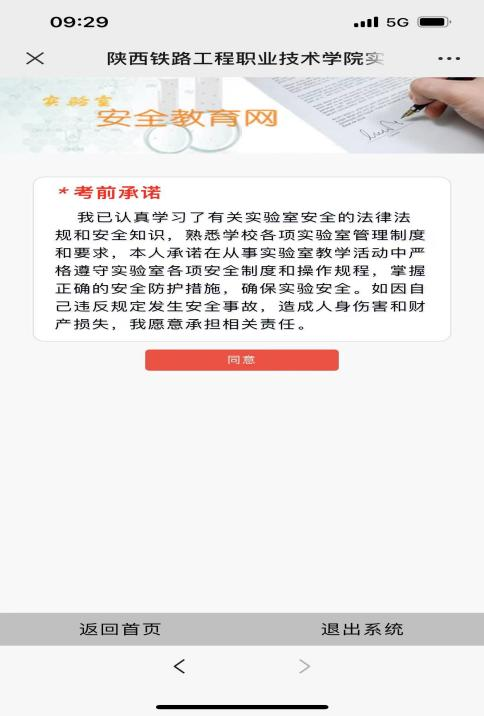 09:29
5G
陕西铁路工程职业技术学院实
实验室
安全教育网
*考前承诺
我已认真学习了有关实验室安全的法律法
规和安全知识，熟悉学校各项实验室管理制度
和要求，本人承诺在从事实验室教学活动中严
格遵守实验室各项安全制度和操作规程，掌握
正确的安全防护措施，确保实验安全。如因自
己违反规定发生安全事故，造成人身伤害和财
产损失，我愿意承担相关责任。
同意
返回首页
退出系统